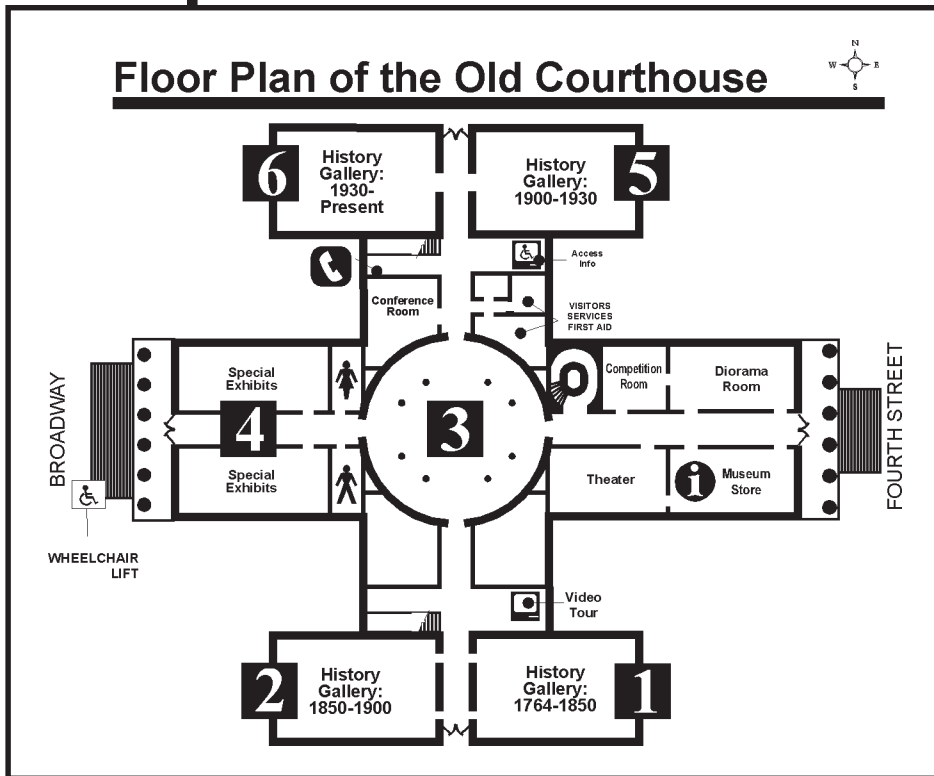 Floor Plan of the Old Courthouse
N
W E
S
6
History
Gallery:
1930-
Present
History
Gallery:
1900-1930
5
Access
Info
Conference
Room
VISITORS
SERVICES
FIRST AID
BROADWAY
Special
Exhibits
4
Special
Exhibits
3
Competition
Room
Diorama
Room
Theater
i
Museum
Store
FOURTH STREET
WHEELCHAIR
LIFT
Video
Tour
2
History
Gallery:
1850-1900
History
Gallery:
1764-1850
1